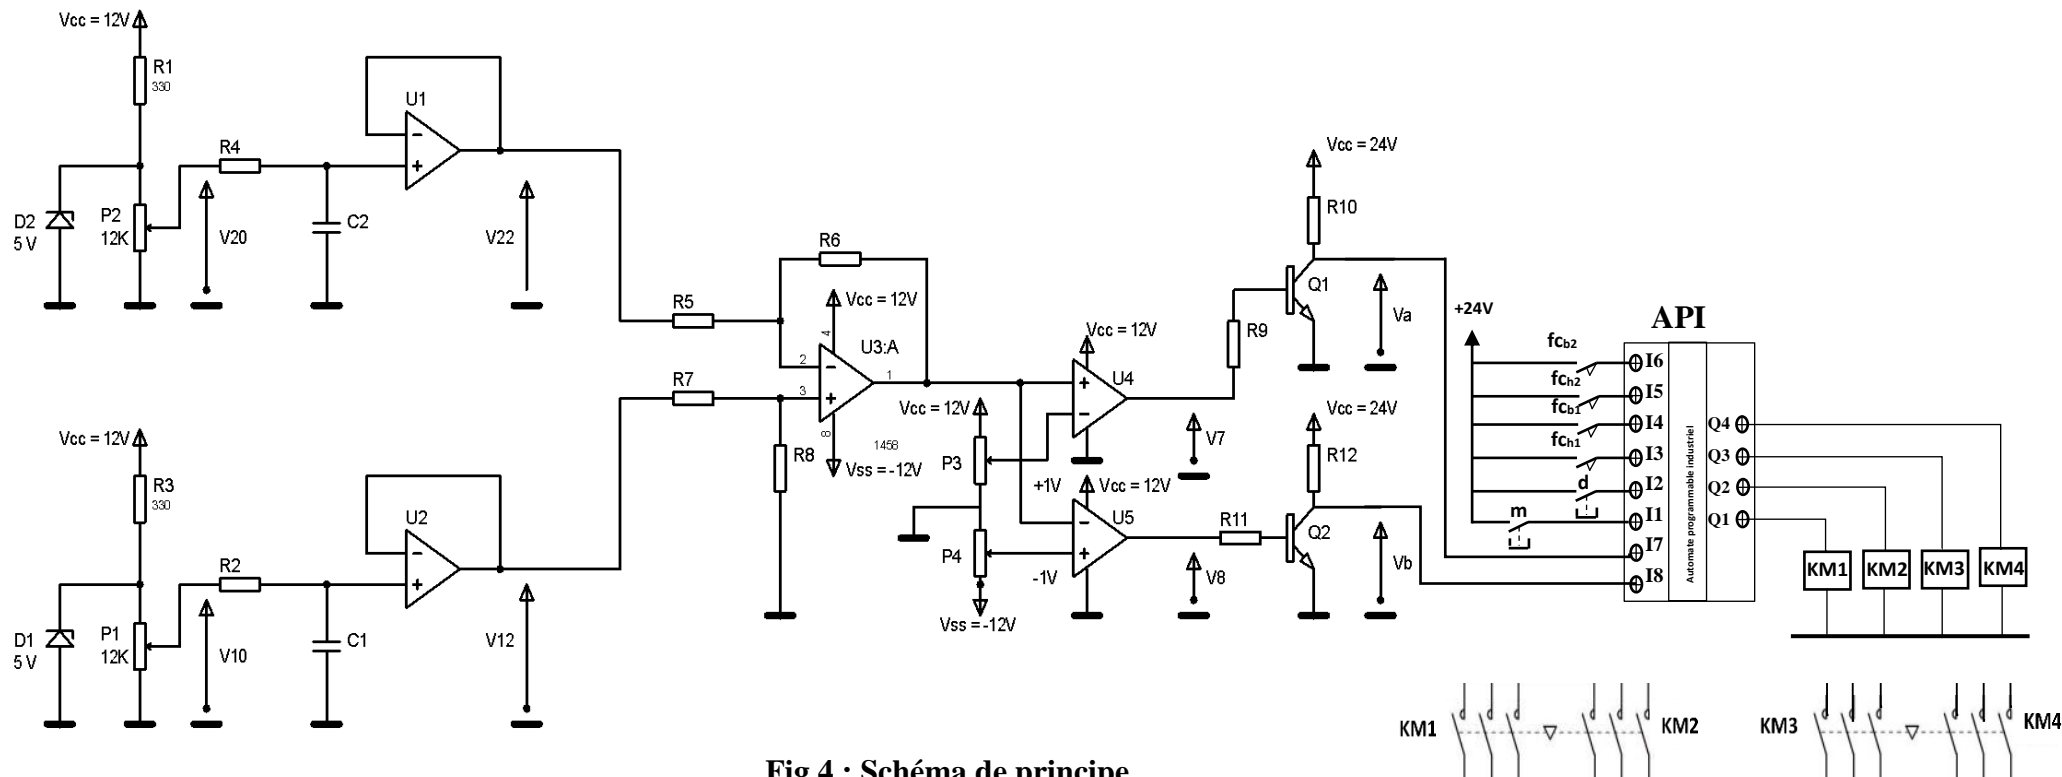 Vcc = 12V
R1
330
R4
U1
D2
5 V
P2
12K
V20
C2
V22
R5
R6
Vcc = 12V
4
2
3
1
8
U3:A
1458
Vss = -12V
R7
R8
Vcc = 12V
R3
330
R2
U2
D1
5 V
P1
12K
V10
C1
V12
Vcc = 12V
P3
+1V
P4
-1V
Vss = -12V
Vcc = 12V
U4
V7
Vcc = 12V
U5
V8
R9
R11
Vcc = 24V
R10
Q1
Va
Vcc = 24V
R12
Q2
Vb
+24V
fcb2
fch2
fcb1
fch1
d
m
API
I6
I5
I4
I3
I2
I1
I7
I8
Automate programmable industriel
Q4
Q3
Q2
Q1
KM1
KM2
KM3
KM4
KM1
KM2
KM3
KM4
Fig 4 : Schéma de principe